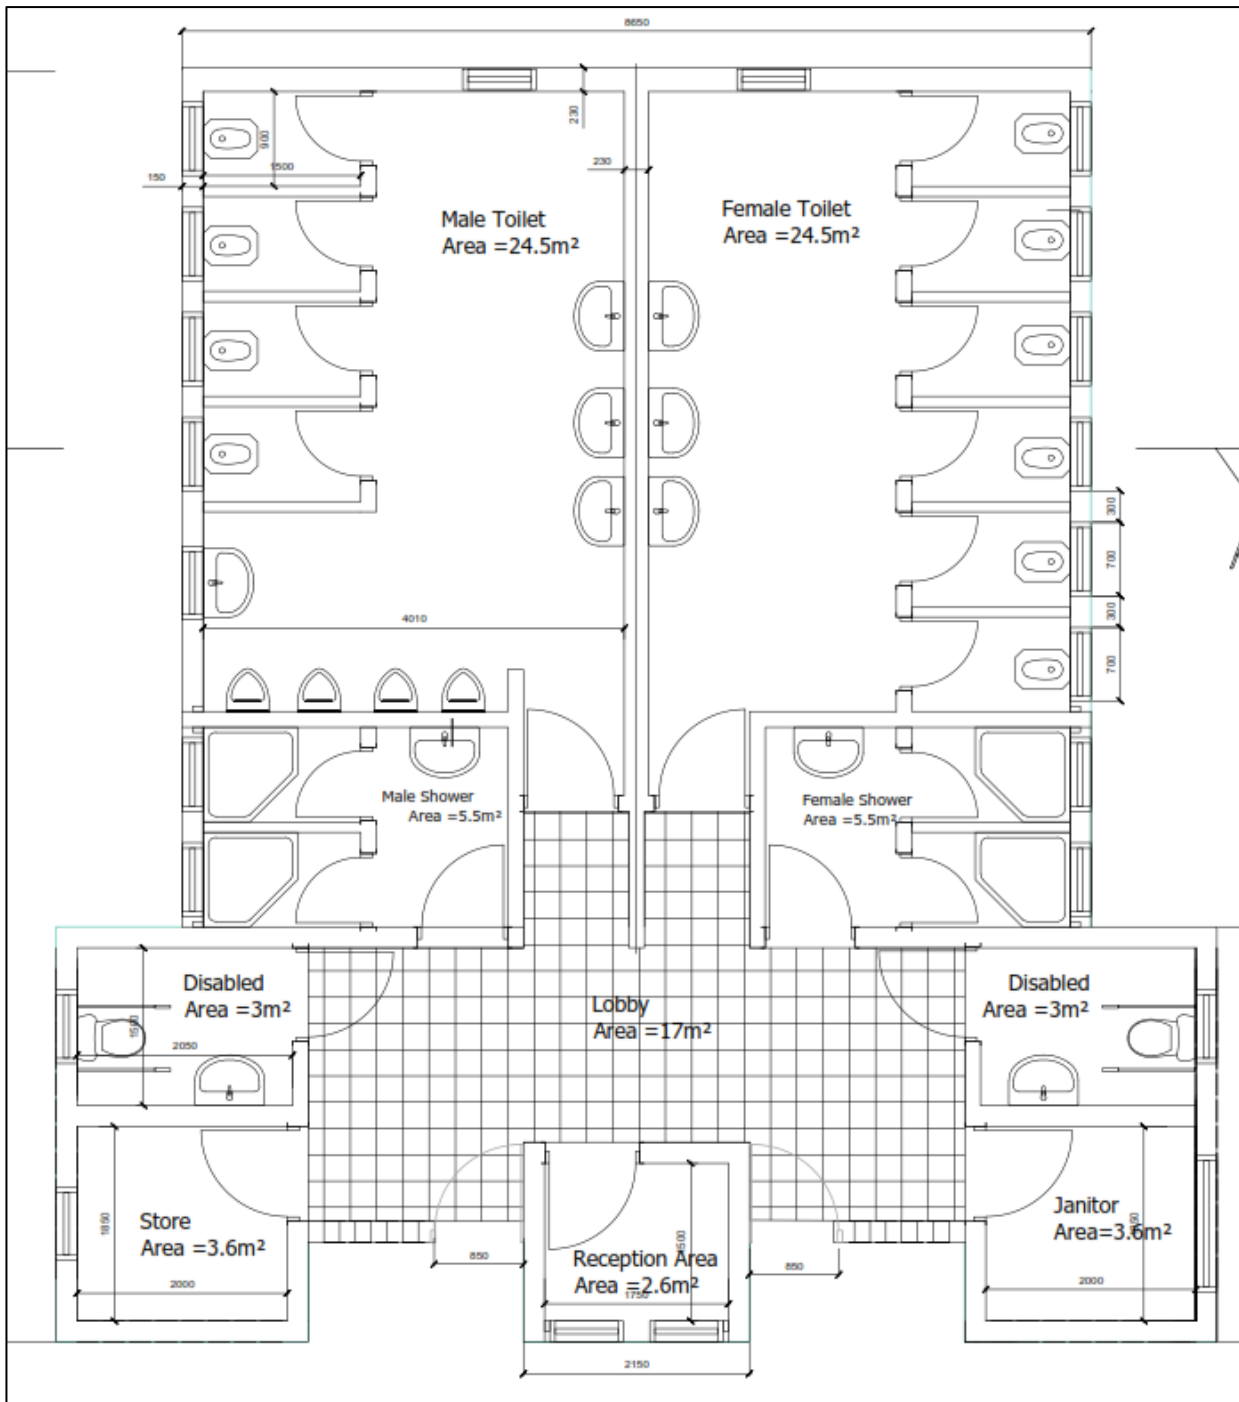 8650
230
900
1500
150
230
Male Toilet
Area =24.5m²
Female Toilet
Area =24.5m²
300
700
300
700
4010
Male Shower
Area =5.5m²
Female Shower
Area =5.5m²
Disabled
Area =3m²
1500
2050
Lobby
Area =17m²
Disabled
Area =3m²
Store
Area =3.6m²
1850
2000
850
Reception Area
Area =2.6m²
1750
850
Janitor
Area=3.6m²
2000
2150